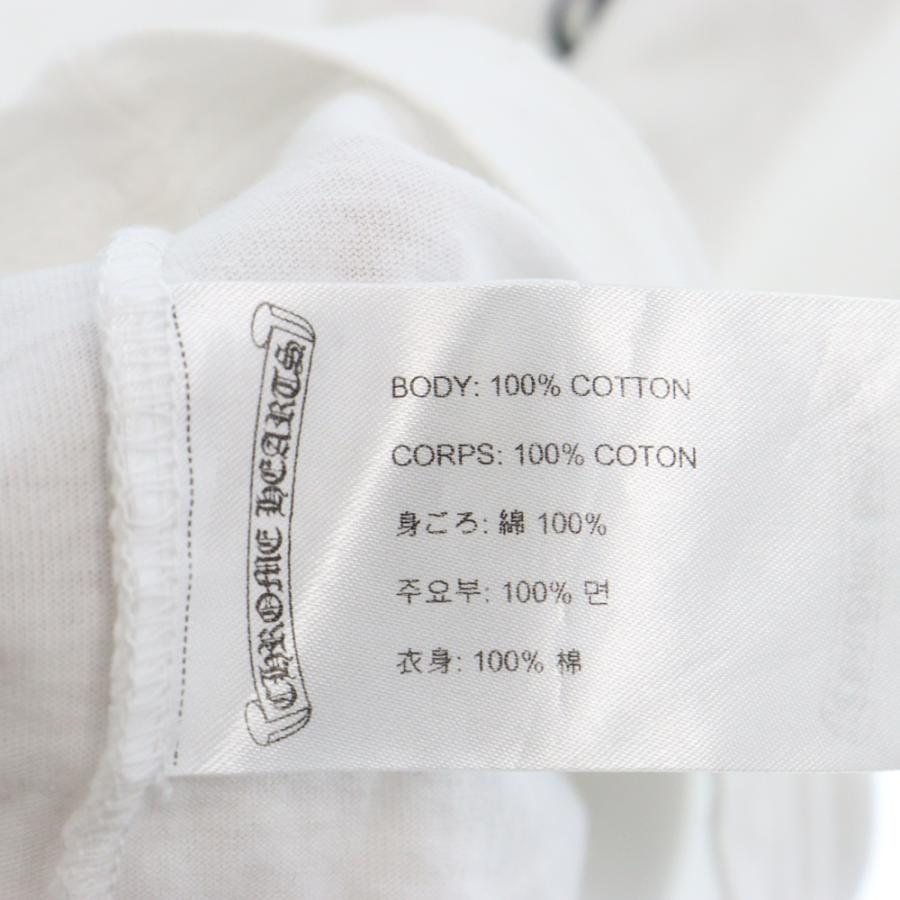 CHROME HEARTS
BODY: 100% COTTON
CORPS: 100% COTON
身ごろ: 綿 100%
주요부: 100% 면
衣身: 100% 棉